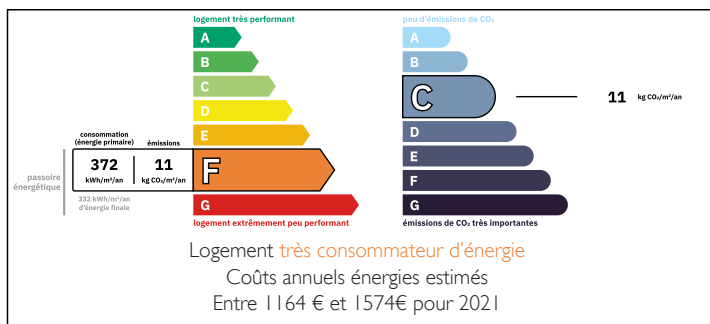 logement très performant
A
B
C
D
E
consommation
(énergie primaire)
émissions
372
kWh/m²/an
11
kg CO₂/m²/an
F
passoire
énergétique
332 kWh/m²/an
d'énergie finale
G
logement extrêmement peu performant
peu d'émissions de CO₂
A
B
C
11 kg CO₂/m²/an
D
E
F
G
émissions de CO₂ très importantes
Logement très consommateur d'énergie
Coûts annuels énergies estimés
Entre 1164 € et 1574€ pour 2021